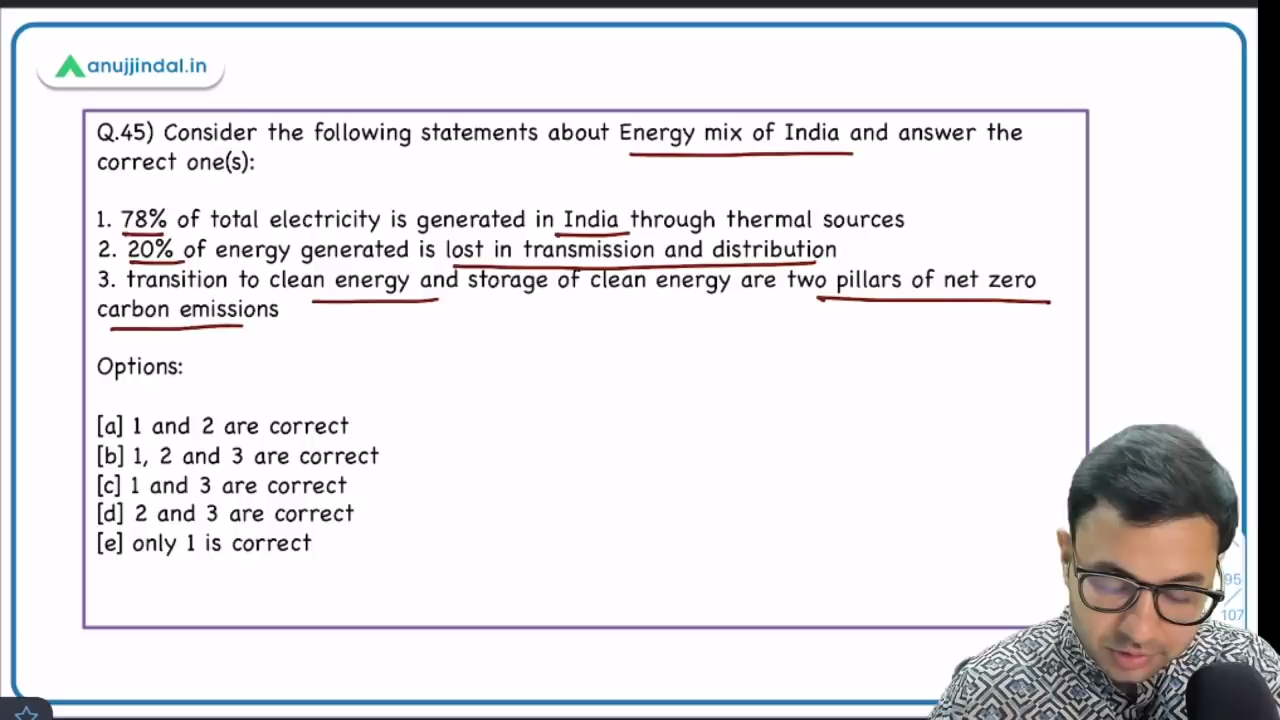 anujjindal.in
Q.45) Consider the following statements about Energy mix of India and answer the
correct one(s):
1. 78% of total electricity is generated in India through thermal sources
2. 20% of energy generated is lost in transmission and distribution
3. transition to clean energy and storage of clean energy are two pillars of net zero
carbon emissions
Options:
[a] 1 and 2 are correct
[b] 1, 2 and 3 are correct
[c] 1 and 3 are correct
[d] 2 and 3 are correct
[e] only 1 is correct
95
107